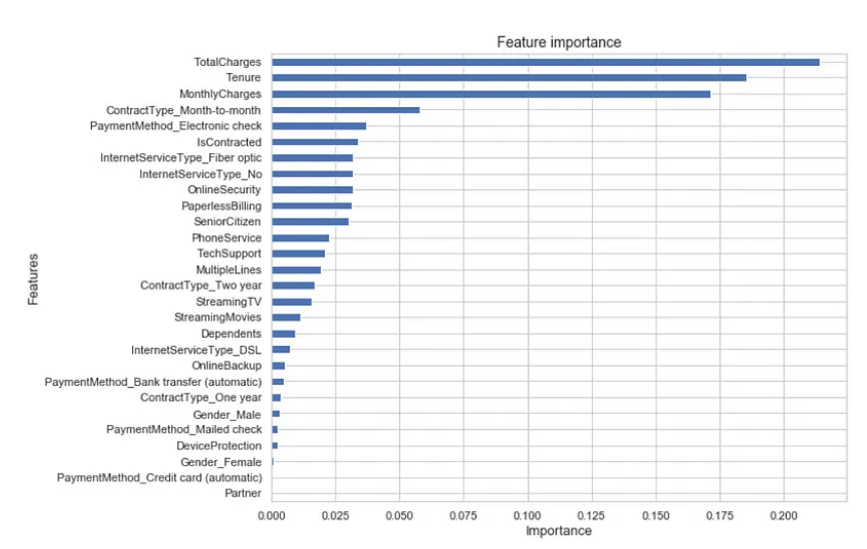 Feature importance
TotalCharges
Tenure
MonthlyCharges
ContractType_Month-to-month
PaymentMethod_Electronic check
IsContracted
InternetServiceType_Fiber optic
InternetServiceType_No
OnlineSecurity
PaperlessBilling
SeniorCitizen
PhoneService
TechSupport
MultipleLines
ContractType_Two year
StreamingTV
StreamingMovies
Dependents
InternetServiceType_DSL
OnlineBackup
PaymentMethod_Bank transfer (automatic)
ContractType_One year
Gender_Male
PaymentMethod_Mailed check
DeviceProtection
Gender_Female
PaymentMethod_Credit card (automatic)
Partner
Features
0.000 0.025 0.050 0.075 0.100 0.125 0.150 0.175 0.200
Importance